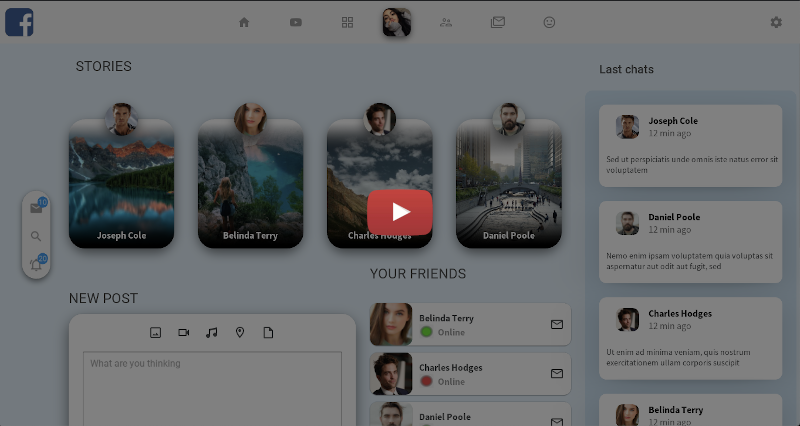 STORIES
Joseph Cole
Belinda Terry
Charles Hodges
Daniel Poole
10
20
NEW POST
What are you thinking
YOUR FRIENDS
Belinda Terry
Online
Charles Hodges
Online
Daniel Poole
Last chats
Joseph Cole
12 min ago
Sed ut perspiciatis unde omnis iste natus error sit
voluptatem
Daniel Poole
12 min ago
Nemo enim ipsam voluptatem quia voluptas sit
aspernatur aut odit aut fugit, sed
Charles Hodges
12 min ago
Ut enim ad minima veniam, quis nostrum
exercitationem ullam corporis suscipit
Belinda Terry
12 min ago